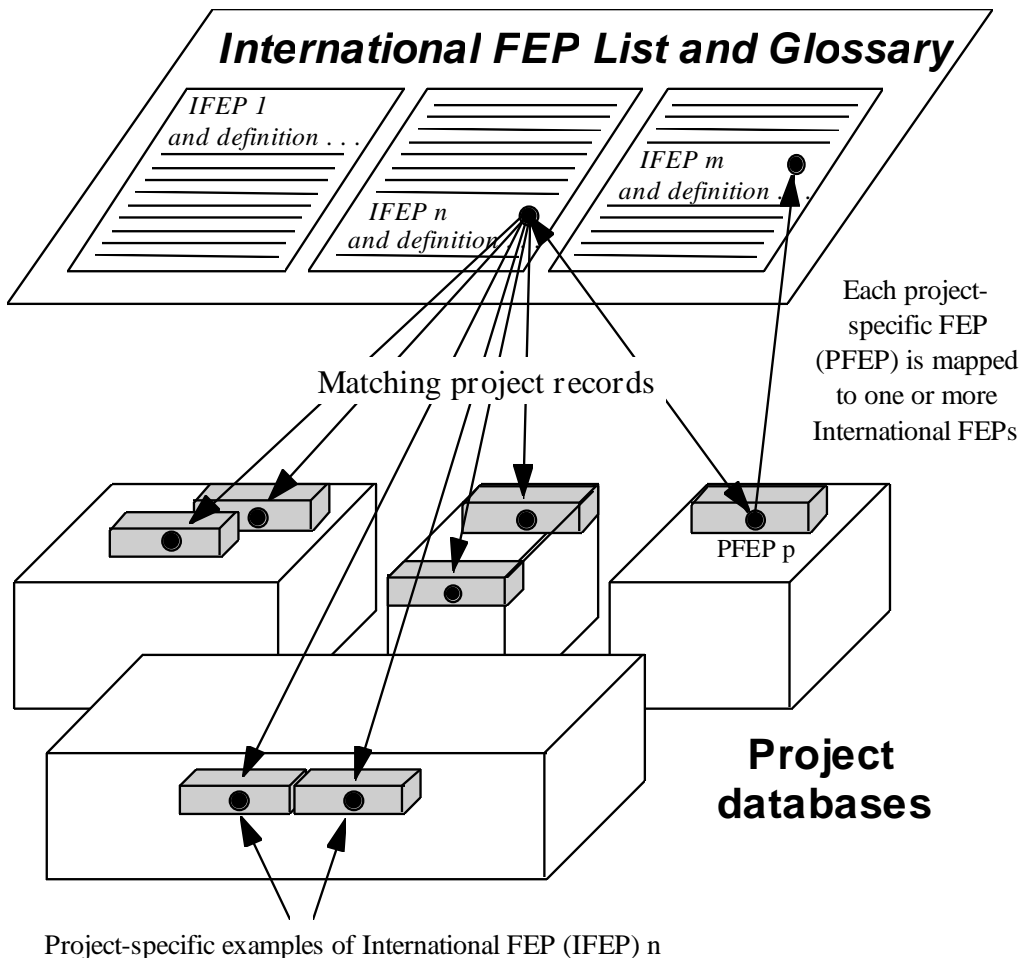 International FEP List and Glossary
IFEP 1
and definition . . .
IFEP n
and definition . . .
IFEP m
and definition . . .
Each project-
specific FEP
(PFEP) is mapped
to one or more
International FEPs
Matching project records
PFEP p
Project
databases
Project-specific examples of International FEP (IFEP) n